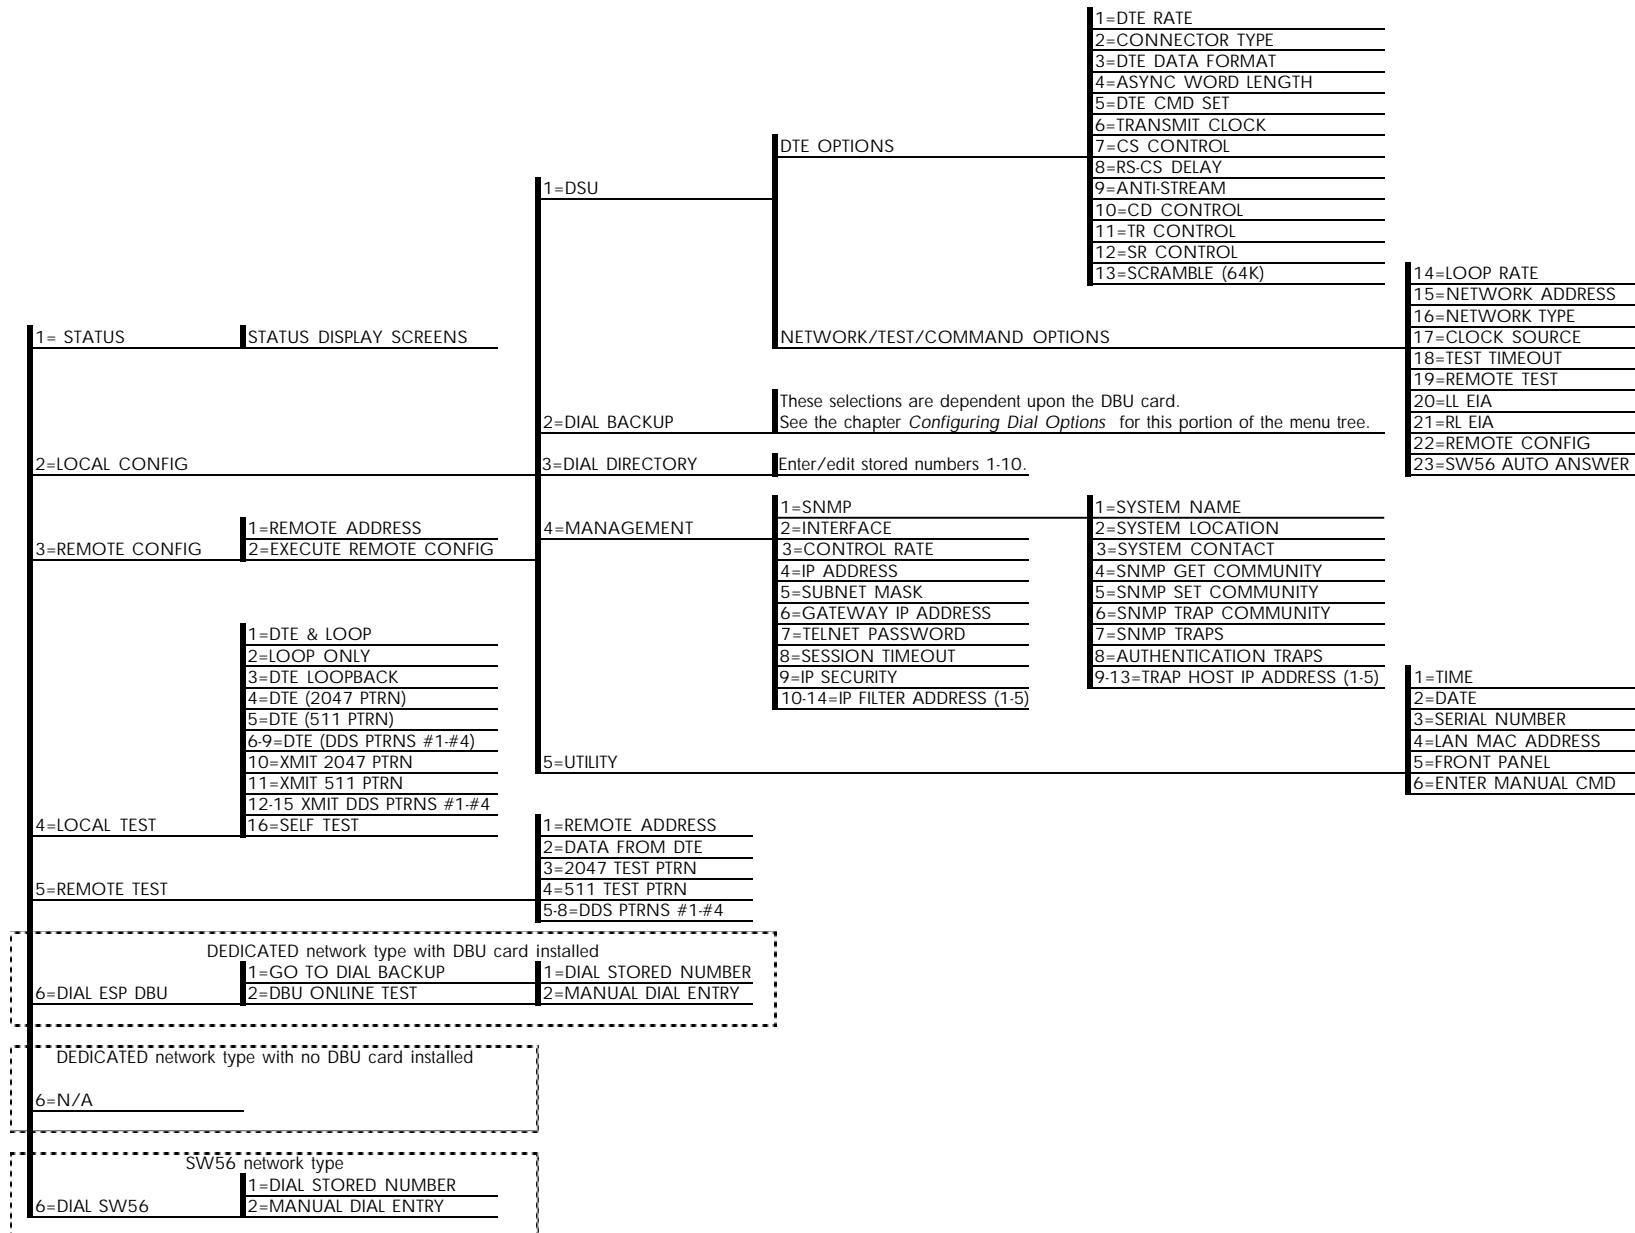 1=DTE RATE
2=CONNECTOR TYPE
3=DTE DATA FORMAT
4=ASYNC WORD LENGTH
5=DTE CMD SET
6=TRANSMIT CLOCK
7=CS CONTROL
8=RS-CS DELAY
9=ANTI-STREAM
10=CD CONTROL
11=TR CONTROL
12=SR CONTROL
13=SCRAMBLE (64K)
DTE OPTIONS
1=DSU
14=LOOP RATE
15=NETWORK ADDRESS
16=NETWORK TYPE
17=CLOCK SOURCE
18=TEST TIMEOUT
19=REMOTE TEST
20=LL EIA
21=RL EIA
22=REMOTE CONFIG
23=SW56 AUTO ANSWER
NETWORK/TEST/COMMAND OPTIONS
1= STATUS
STATUS DISPLAY SCREENS
These selections are dependent upon the DBU card.
See the chapter Configuring Dial Options for this portion of the menu tree.
2=DIAL BACKUP
2=LOCAL CONFIG
3=DIAL DIRECTORY
Enter/edit stored numbers 1-10.
3=REMOTE CONFIG
1=REMOTE ADDRESS
2=EXECUTE REMOTE CONFIG
4=MANAGEMENT
1=SNMP
2=INTERFACE
3=CONTROL RATE
4=IP ADDRESS
5=SUBNET MASK
6=GATEWAY IP ADDRESS
7=TELNET PASSWORD
8=SESSION TIMEOUT
9=IP SECURITY
10-14=IP FILTER ADDRESS (1-5)
1=SYSTEM NAME
2=SYSTEM LOCATION
3=SYSTEM CONTACT
4=SNMP GET COMMUNITY
5=SNMP SET COMMUNITY
6=SNMP TRAP COMMUNITY
7=SNMP TRAPS
8=AUTHENTICATION TRAPS
9-13=TRAP HOST IP ADDRESS (1-5)
1=TIME
2=DATE
3=SERIAL NUMBER
4=LAN MAC ADDRESS
5=FRONT PANEL
6=ENTER MANUAL CMD
5=UTILITY
1=DTE & LOOP
2=LOOP ONLY
3=DTE LOOPBACK
4=DTE (2047 PTRN)
5=DTE (511 PTRN)
6-9=DTE (DDS PTRNS #1-#4)
10=XMIT 2047 PTRN
11=XMIT 511 PTRN
12-15 XMIT DDS PTRNS #1-#4
16=SELF TEST
4=LOCAL TEST
1=REMOTE ADDRESS
2=DATA FROM DTE
3=2047 TEST PTRN
4=511 TEST PTRN
5-8=DDS PTRNS #1-#4
5=REMOTE TEST
DEDICATED network type with DBU card installed
1=GO TO DIAL BACKUP
2=DBU ONLINE TEST
1=DIAL STORED NUMBER
2=MANUAL DIAL ENTRY
6=DIAL ESP DBU
DEDICATED network type with no DBU card installed
6=N/A
SW56 network type
1=DIAL STORED NUMBER
2=MANUAL DIAL ENTRY
6=DIAL SW56